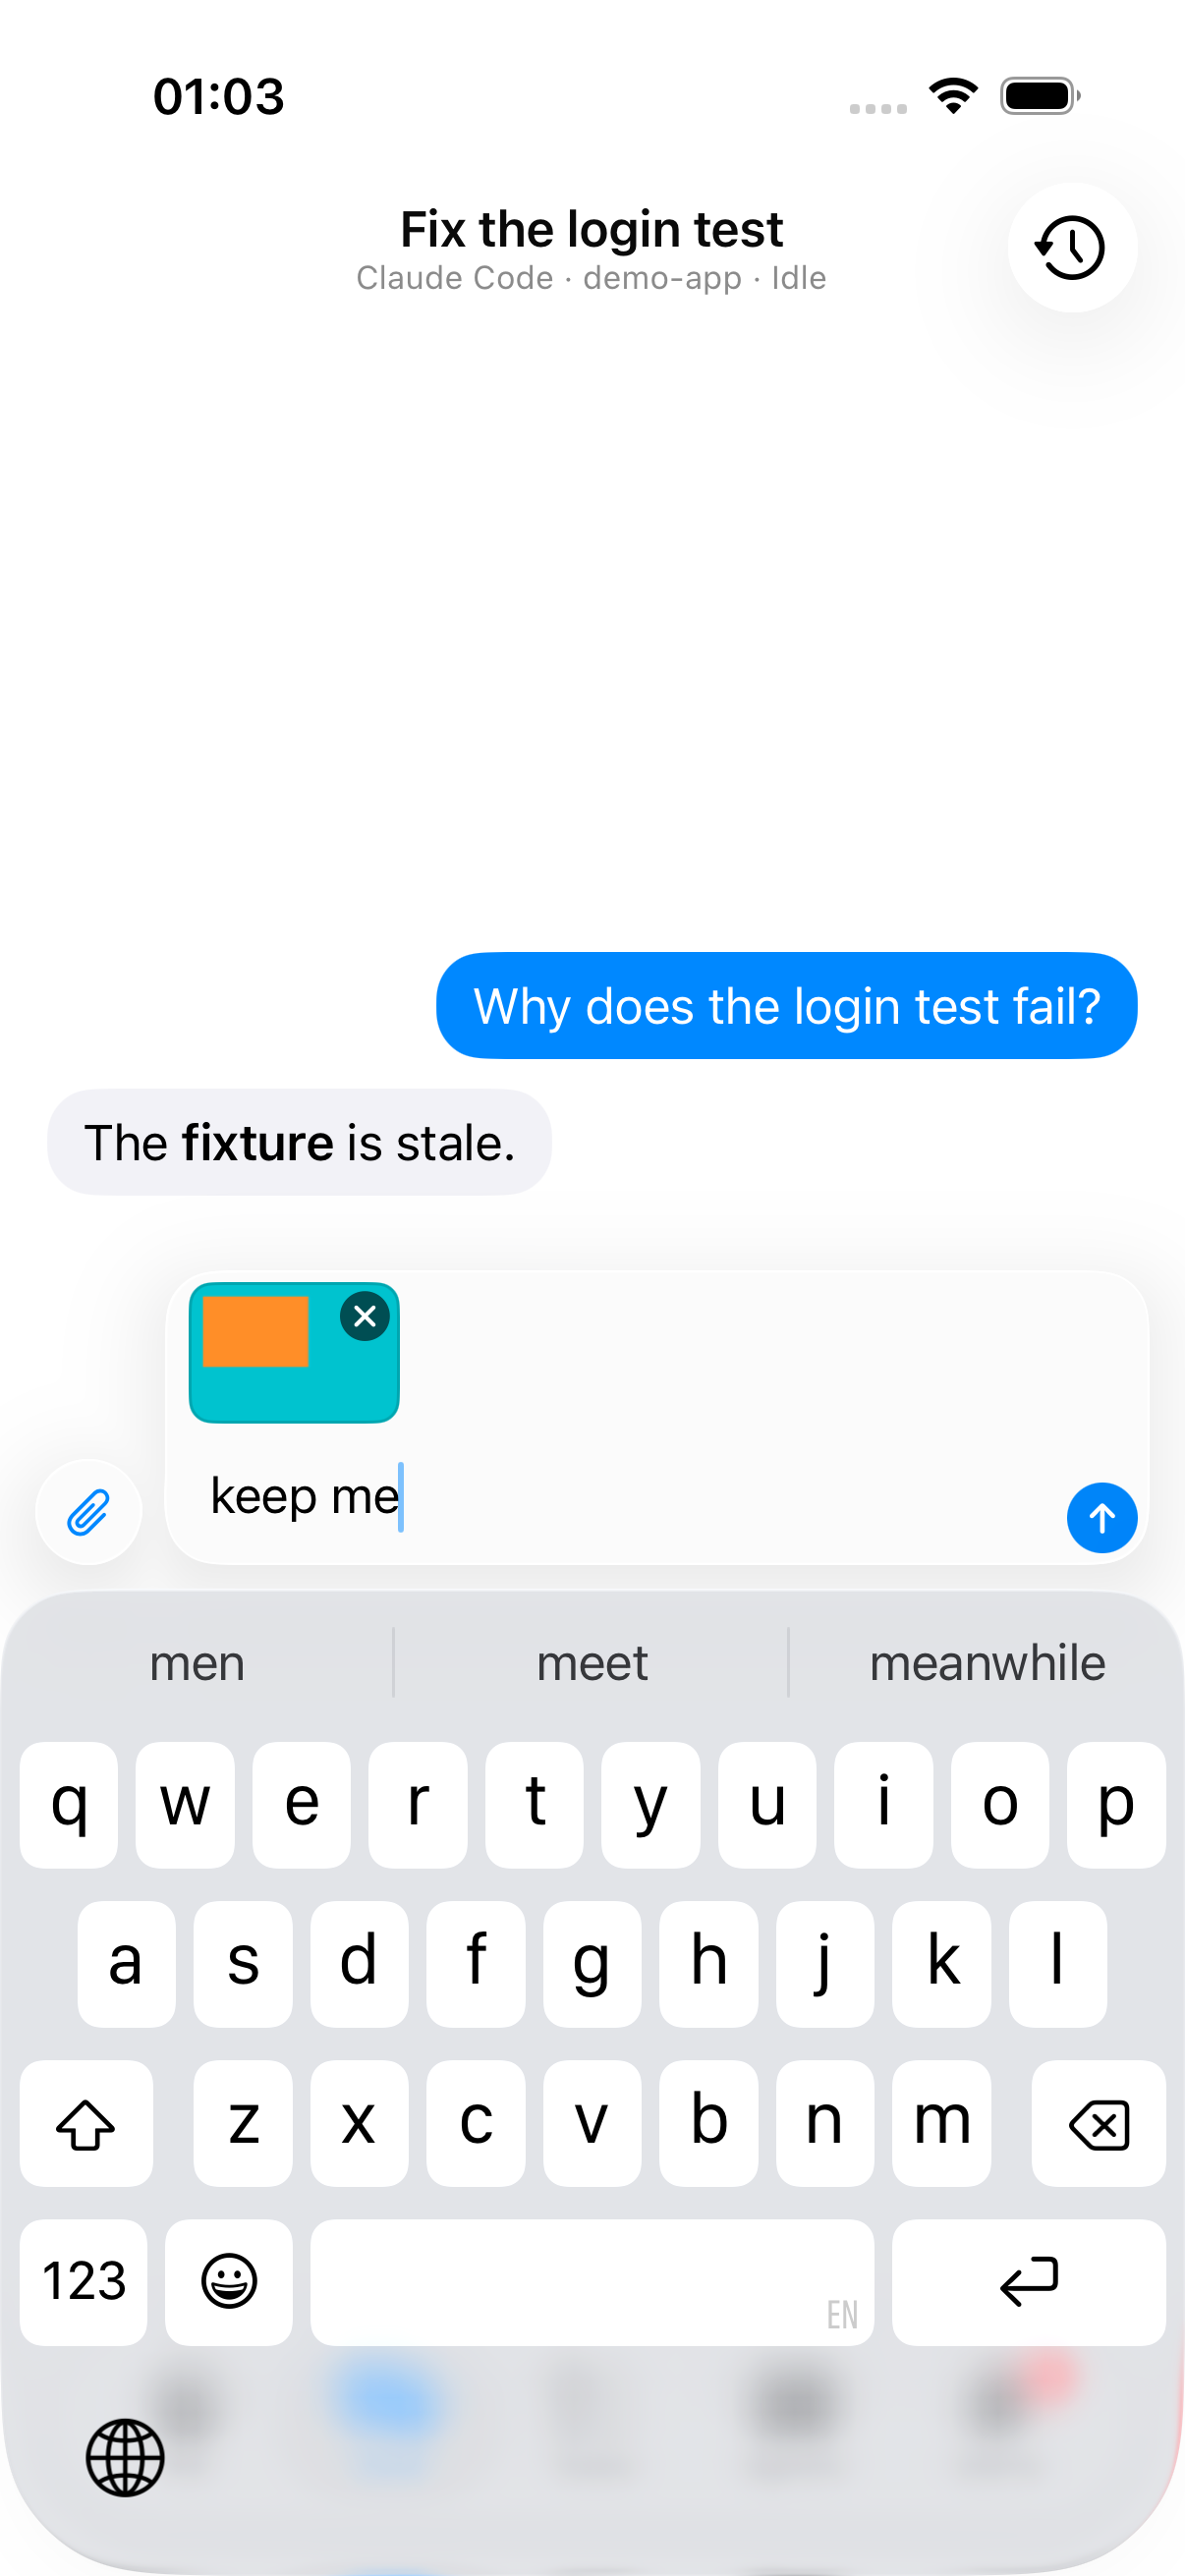 01:03
Fix the login test
Claude Code · demo-app · Idle
Why does the login test fail?
The fixture is stale.
keep me
men meet meanwhile
q w e r t y u i o p
a s d f g h j k l
z x c v b n m
123
EN